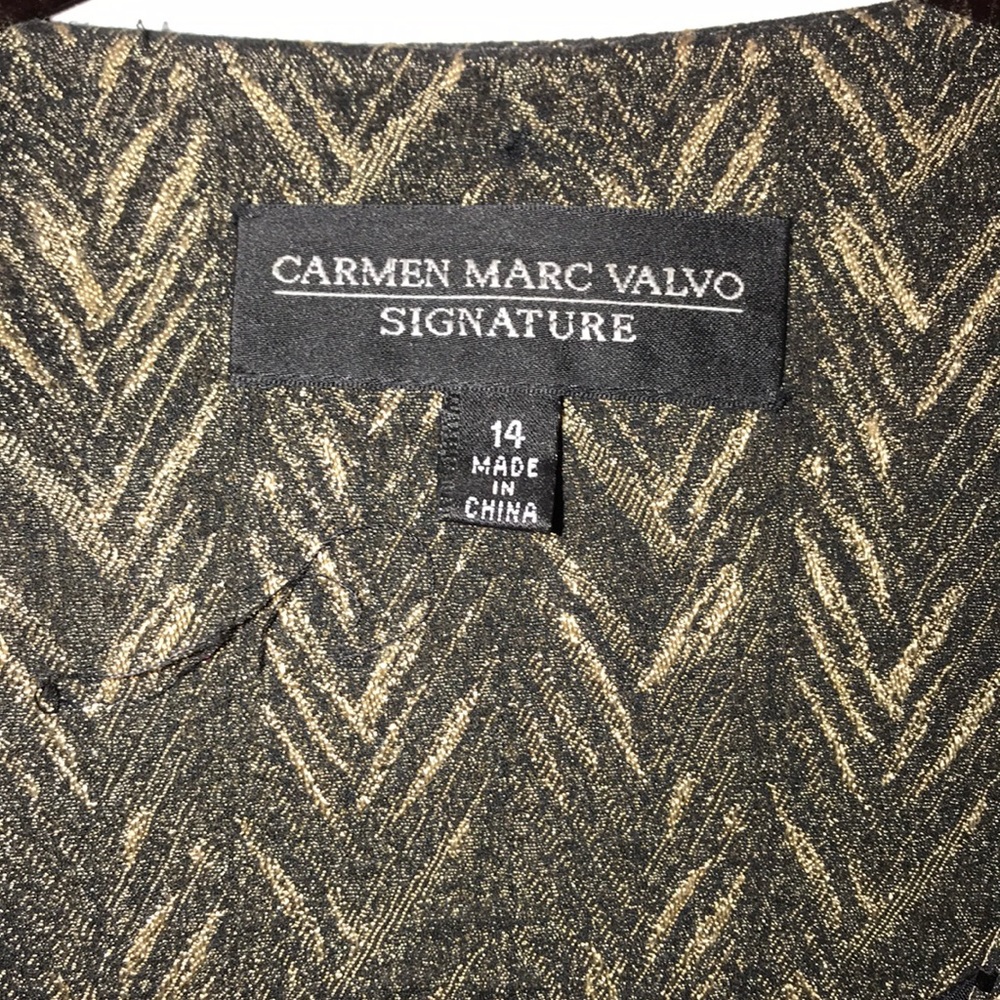 CARMEN MARC VALVO
SIGNATURE
14
MADE
IN
CHINA